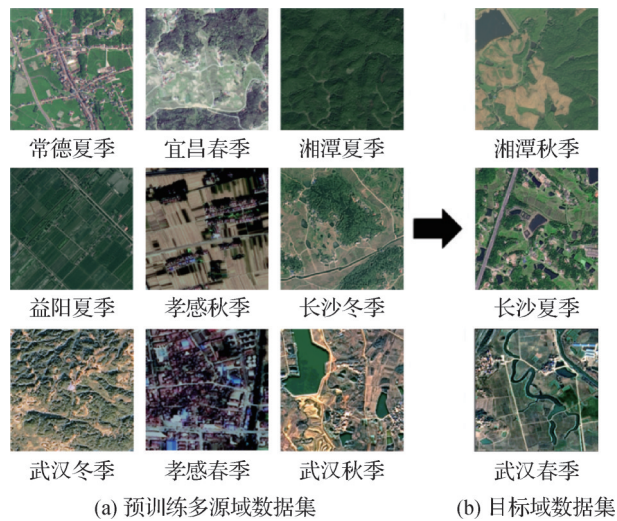 常德夏季 宜昌春季 湘潭夏季 湘潭秋季
益阳夏季 孝感秋季 长沙冬季 长沙夏季
武汉冬季 孝感春季 武汉秋季 武汉春季
(a) 预训练多源域数据集 (b) 目标域数据集